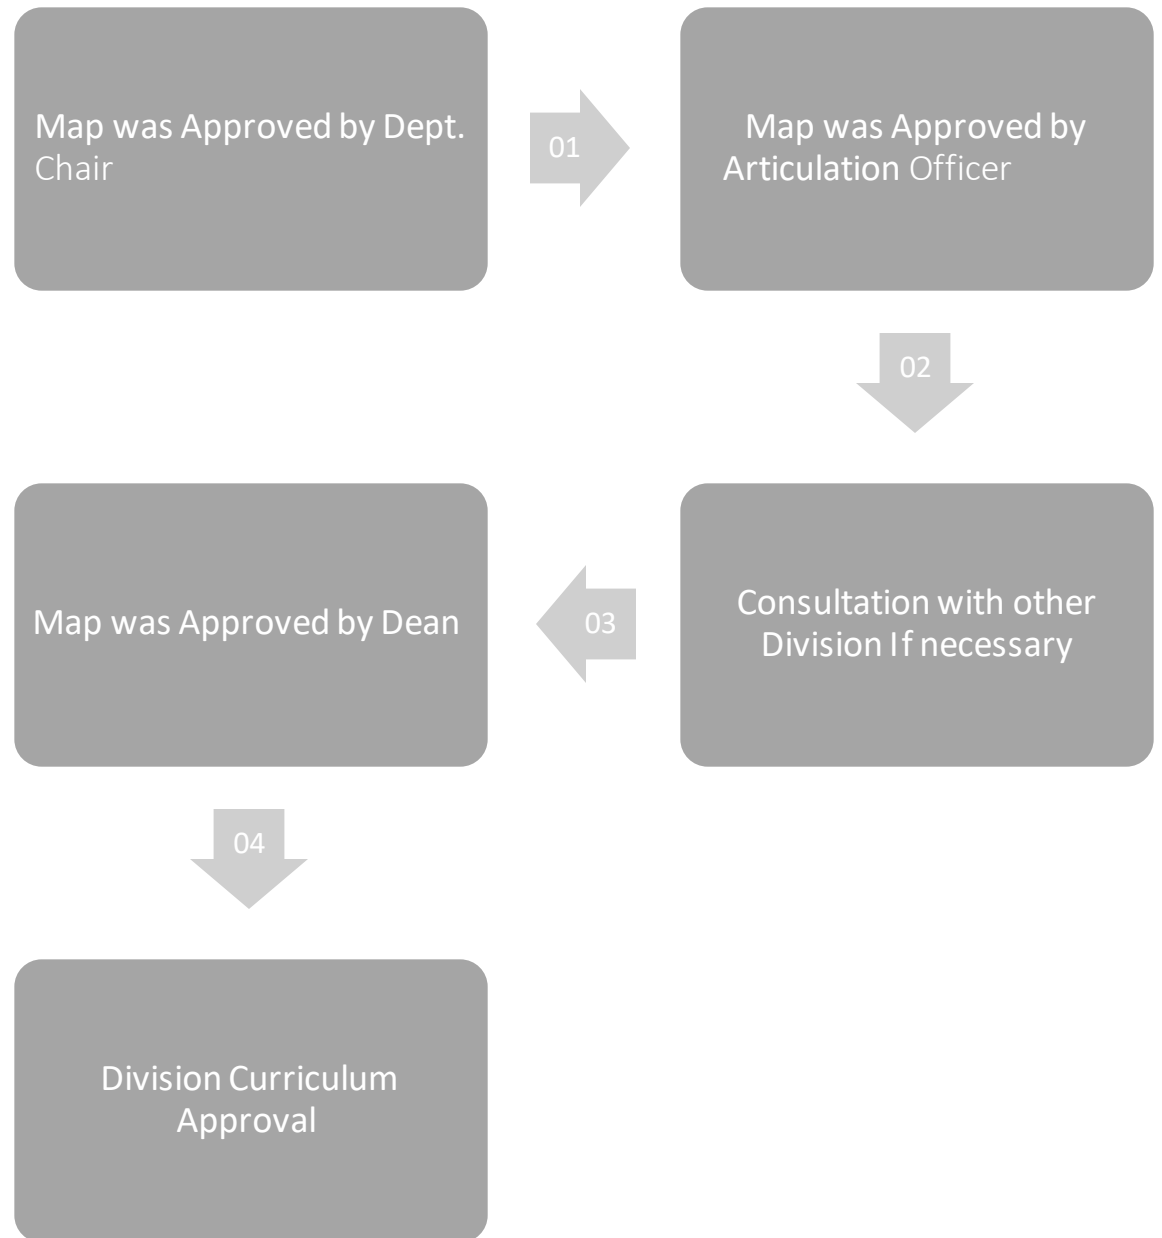 Map was Approved by Dept.
Chair
01
Map was Approved by
Articulation Officer
02
Consultation with other
Division If necessary
03
Map was Approved by Dean
04
Division Curriculum
Approval